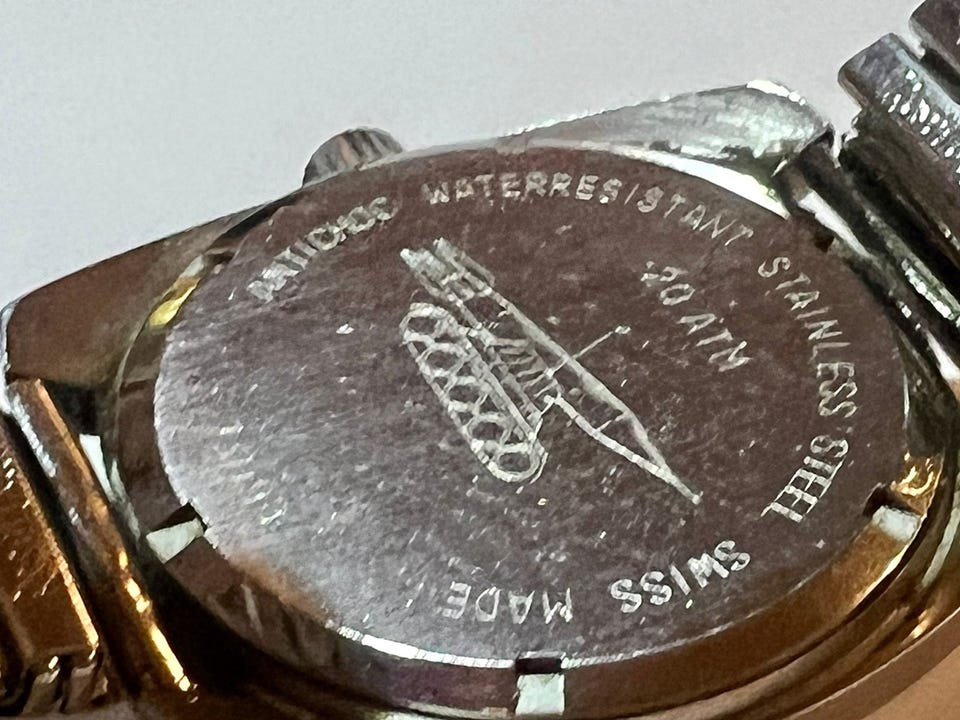 WATERRESISTANT STAINLESS STEEL
SWISS MADE
20 ATM